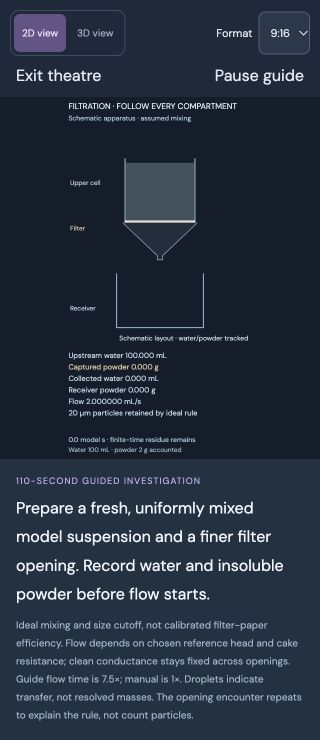 2D view 3D view Format 9:16
Exit theatre Pause guide
FILTRATION · FOLLOW EVERY COMPARTMENT
Schematic apparatus · assumed mixing
Upper cell
Filter
Receiver
Schematic layout · water/powder tracked
Upstream water 100.000 mL
Captured powder 0.000 g
Collected water 0.000 mL
Receiver powder 0.000 g
Flow 2.000000 mL/s
20 µm particles retained by ideal rule
0.0 model s · finite-time residue remains
Water 100 mL · powder 2 g accounted
110-SECOND GUIDED INVESTIGATION
Prepare a fresh, uniformly mixed
model suspension and a finer filter
opening. Record water and insoluble
powder before flow starts.
Ideal mixing and size cutoff, not calibrated filter-paper
efficiency. Flow depends on chosen reference head and cake
resistance; clean conductance stays fixed across openings.
Guide flow time is 7.5×; manual is 1×. Droplets indicate
transfer, not resolved masses. The opening encounter repeats
to explain the rule, not count particles.